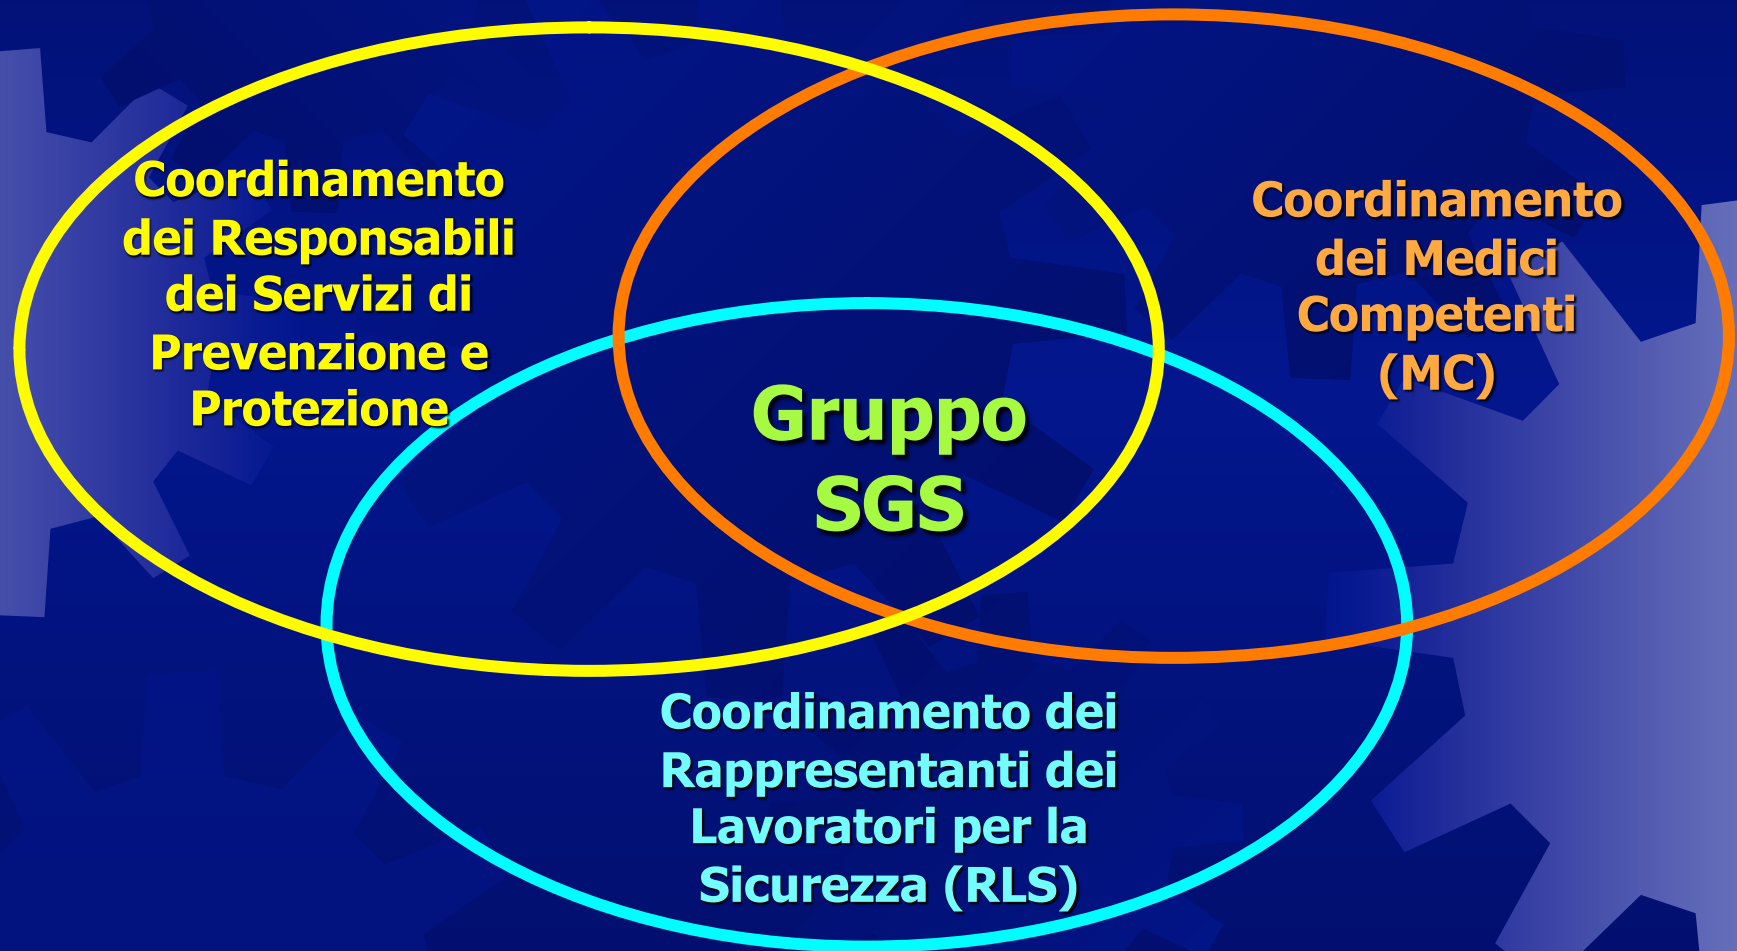 Coordinamento
dei Responsabili
dei Servizi di
Prevenzione e
Protezione
Coordinamento
dei Medici
Competenti
(MC)
Gruppo
SGS
Coordinamento dei
Rappresentanti dei
Lavoratori per la
Sicurezza (RLS)